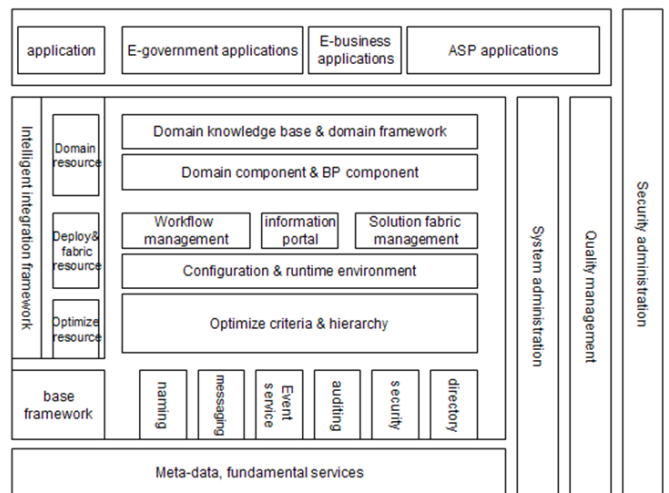 application
E-government applications
E-business
applications
ASP applications
Intelligent integration framework
Domain
resource
Domain knowledge base & domain framework
Domain component & BP component
Deploy&
fabric
resource
Workflow
management
information
portal
Solution fabric
management
Configuration & runtime environment
Optimize
resource
Optimize criteria & hierarchy
base
framework
naming
messaging
Event
service
auditing
security
directory
Meta-data, fundamental services
System administration
Quality management
Security administration